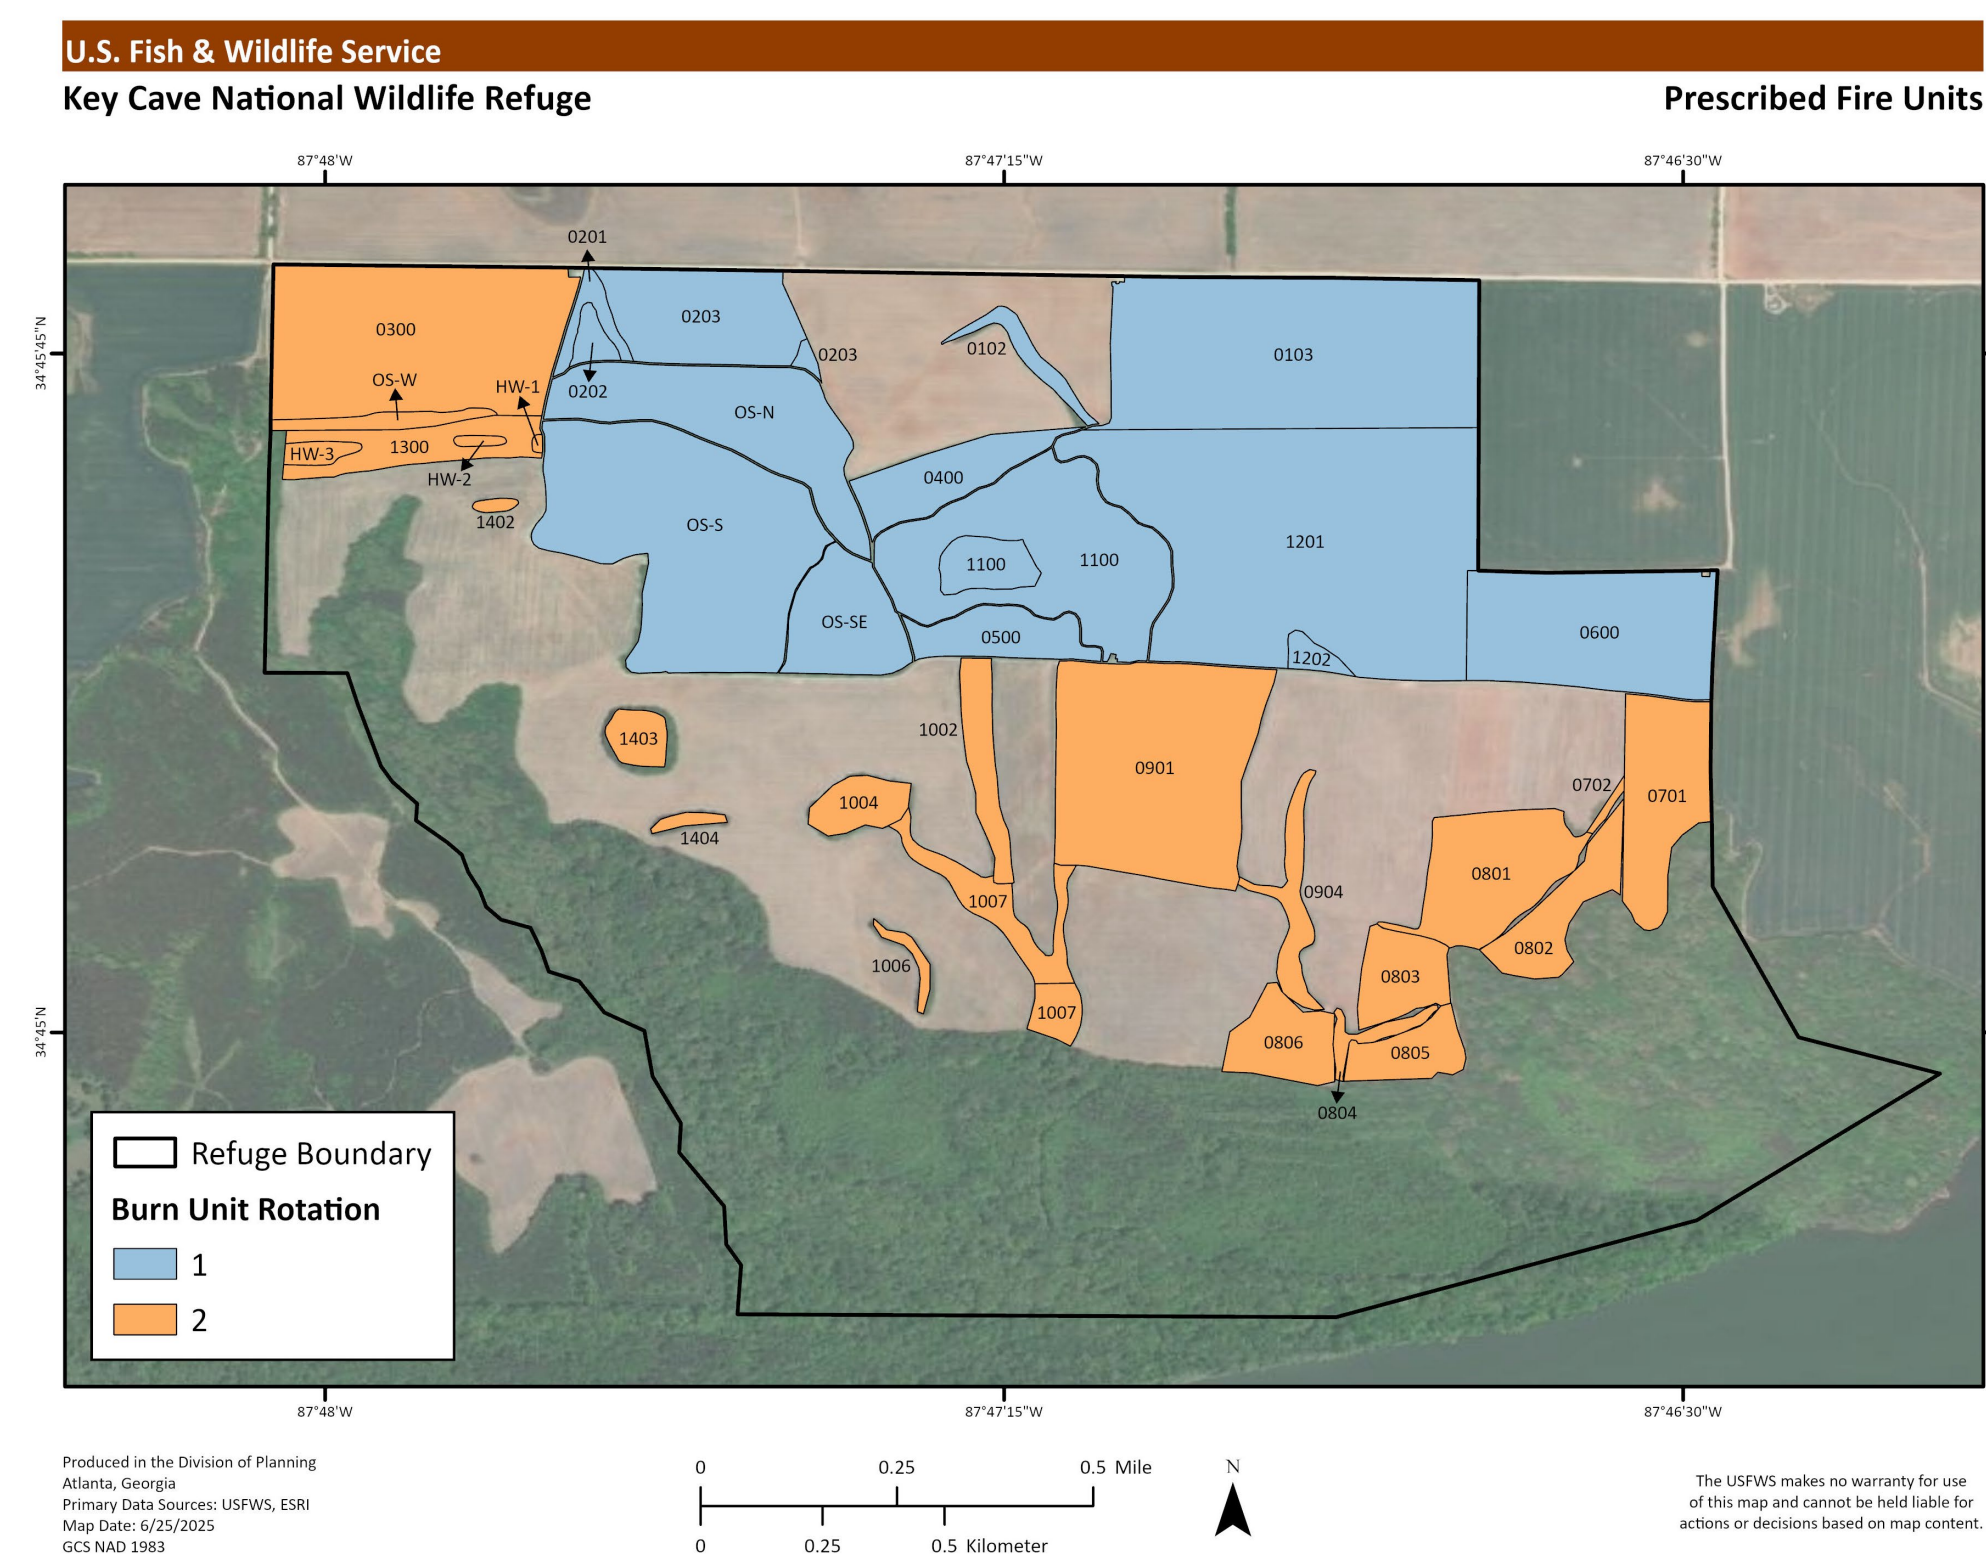 U.S. Fish & Wildlife Service
Key Cave National Wildlife Refuge
Prescribed Fire Units
87°48'W
87°47'15"W
87°46'30"W
34°45'45"N
34°45'N
0201
0300
0203
0203
0102
0103
OS-W
HW-1
0202
OS-N
HW-3
1300
HW-2
0400
1402
OS-S
1100
1100
1201
OS-SE
0500
1202
0600
1403
1002
0901
0702
0701
1004
1404
0801
1007
0904
1006
0802
0803
1007
0806
0805
0804
Refuge Boundary
Burn Unit Rotation
1
2
87°48'W
87°47'15"W
87°46'30"W
Produced in the Division of Planning
Atlanta, Georgia
Primary Data Sources: USFWS, ESRI
Map Date: 6/25/2025
GCS NAD 1983
0 0.25 0.5 Mile
0 0.25 0.5 Kilometer
N
The USFWS makes no warranty for use
of this map and cannot be held liable for
actions or decisions based on map content.